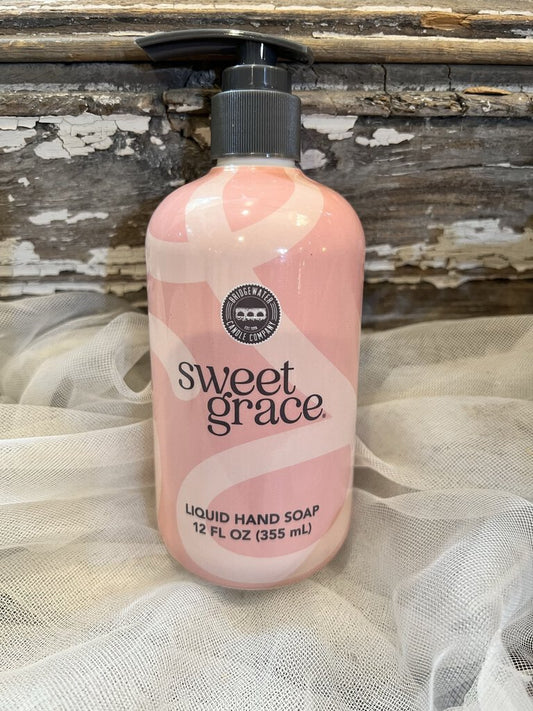 BRIDGEWATER
CANDLE COMPANY
sweet
grace.
LIQUID HAND SOAP
12 FL OZ (355 mL)